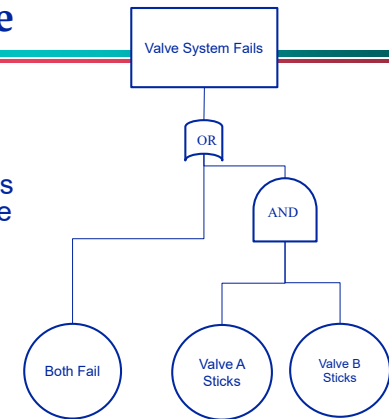 e
Valve System Fails
OR
s
e
AND
Both Fail
Valve A
Sticks
Valve B
Sticks